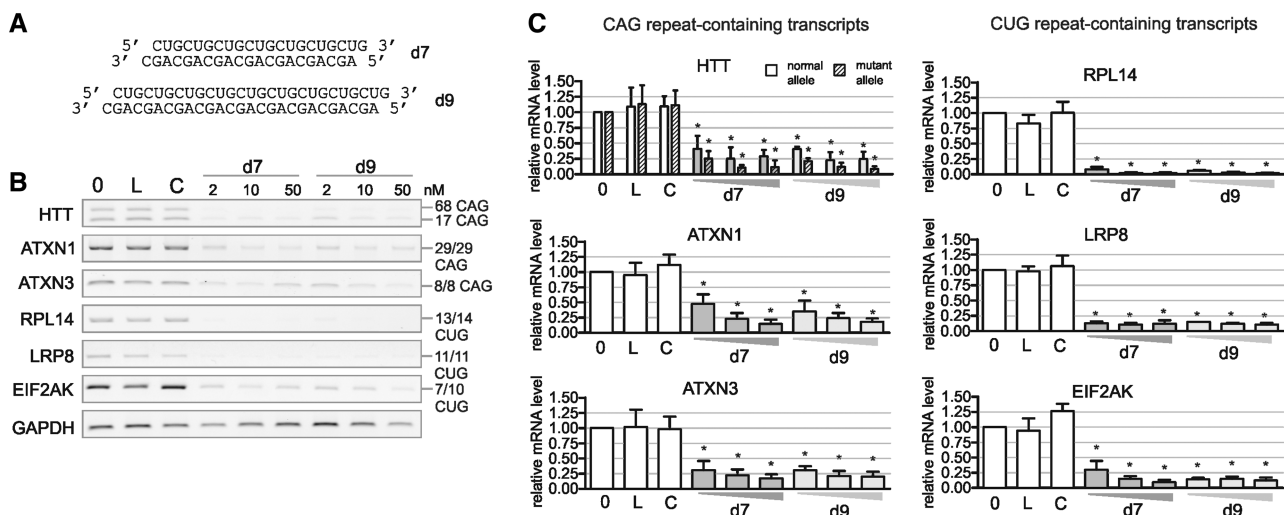 A
5’ CUGCUGCUGCUGCUGCUGCUG 3’
3’ CGACGACGACGACGACGACGA 5’
d7
5’ CUGCUGCUGCUGCUGCUGCUGCUGCUG 3’
3’ CGACGACGACGACGACGACGACGACGA 5’
d9
B
d7 d9
0 L C 2 10 50 2 10 50 nM
HTT
68 CAG
17 CAG
ATXN1
29/29
CAG
ATXN3
8/8 CAG
RPL14
13/14
CUG
LRP8
11/11
CUG
EIF2AK
7/10
CUG
GAPDH
C
CAG repeat-containing transcripts
HTT
normal
allele
mutant
allele
relative mRNA level
1.50
1.25
1.00
0.75
0.50
0.25
0.00
* * * * * * * * * * * *
0 L C
d7 d9
ATXN1
relative mRNA level
1.50
1.25
1.00
0.75
0.50
0.25
0.00
* * * * * *
0 L C
d7 d9
ATXN3
relative mRNA level
1.50
1.25
1.00
0.75
0.50
0.25
0.00
* * * * * *
0 L C
d7 d9
CUG repeat-containing transcripts
RPL14
relative mRNA level
1.50
1.25
1.00
0.75
0.50
0.25
0.00
* * * * * *
0 L C
d7 d9
LRP8
relative mRNA level
1.50
1.25
1.00
0.75
0.50
0.25
0.00
* * * * * *
0 L C
d7 d9
EIF2AK
relative mRNA level
1.50
1.25
1.00
0.75
0.50
0.25
0.00
* * * * * *
0 L C
d7 d9